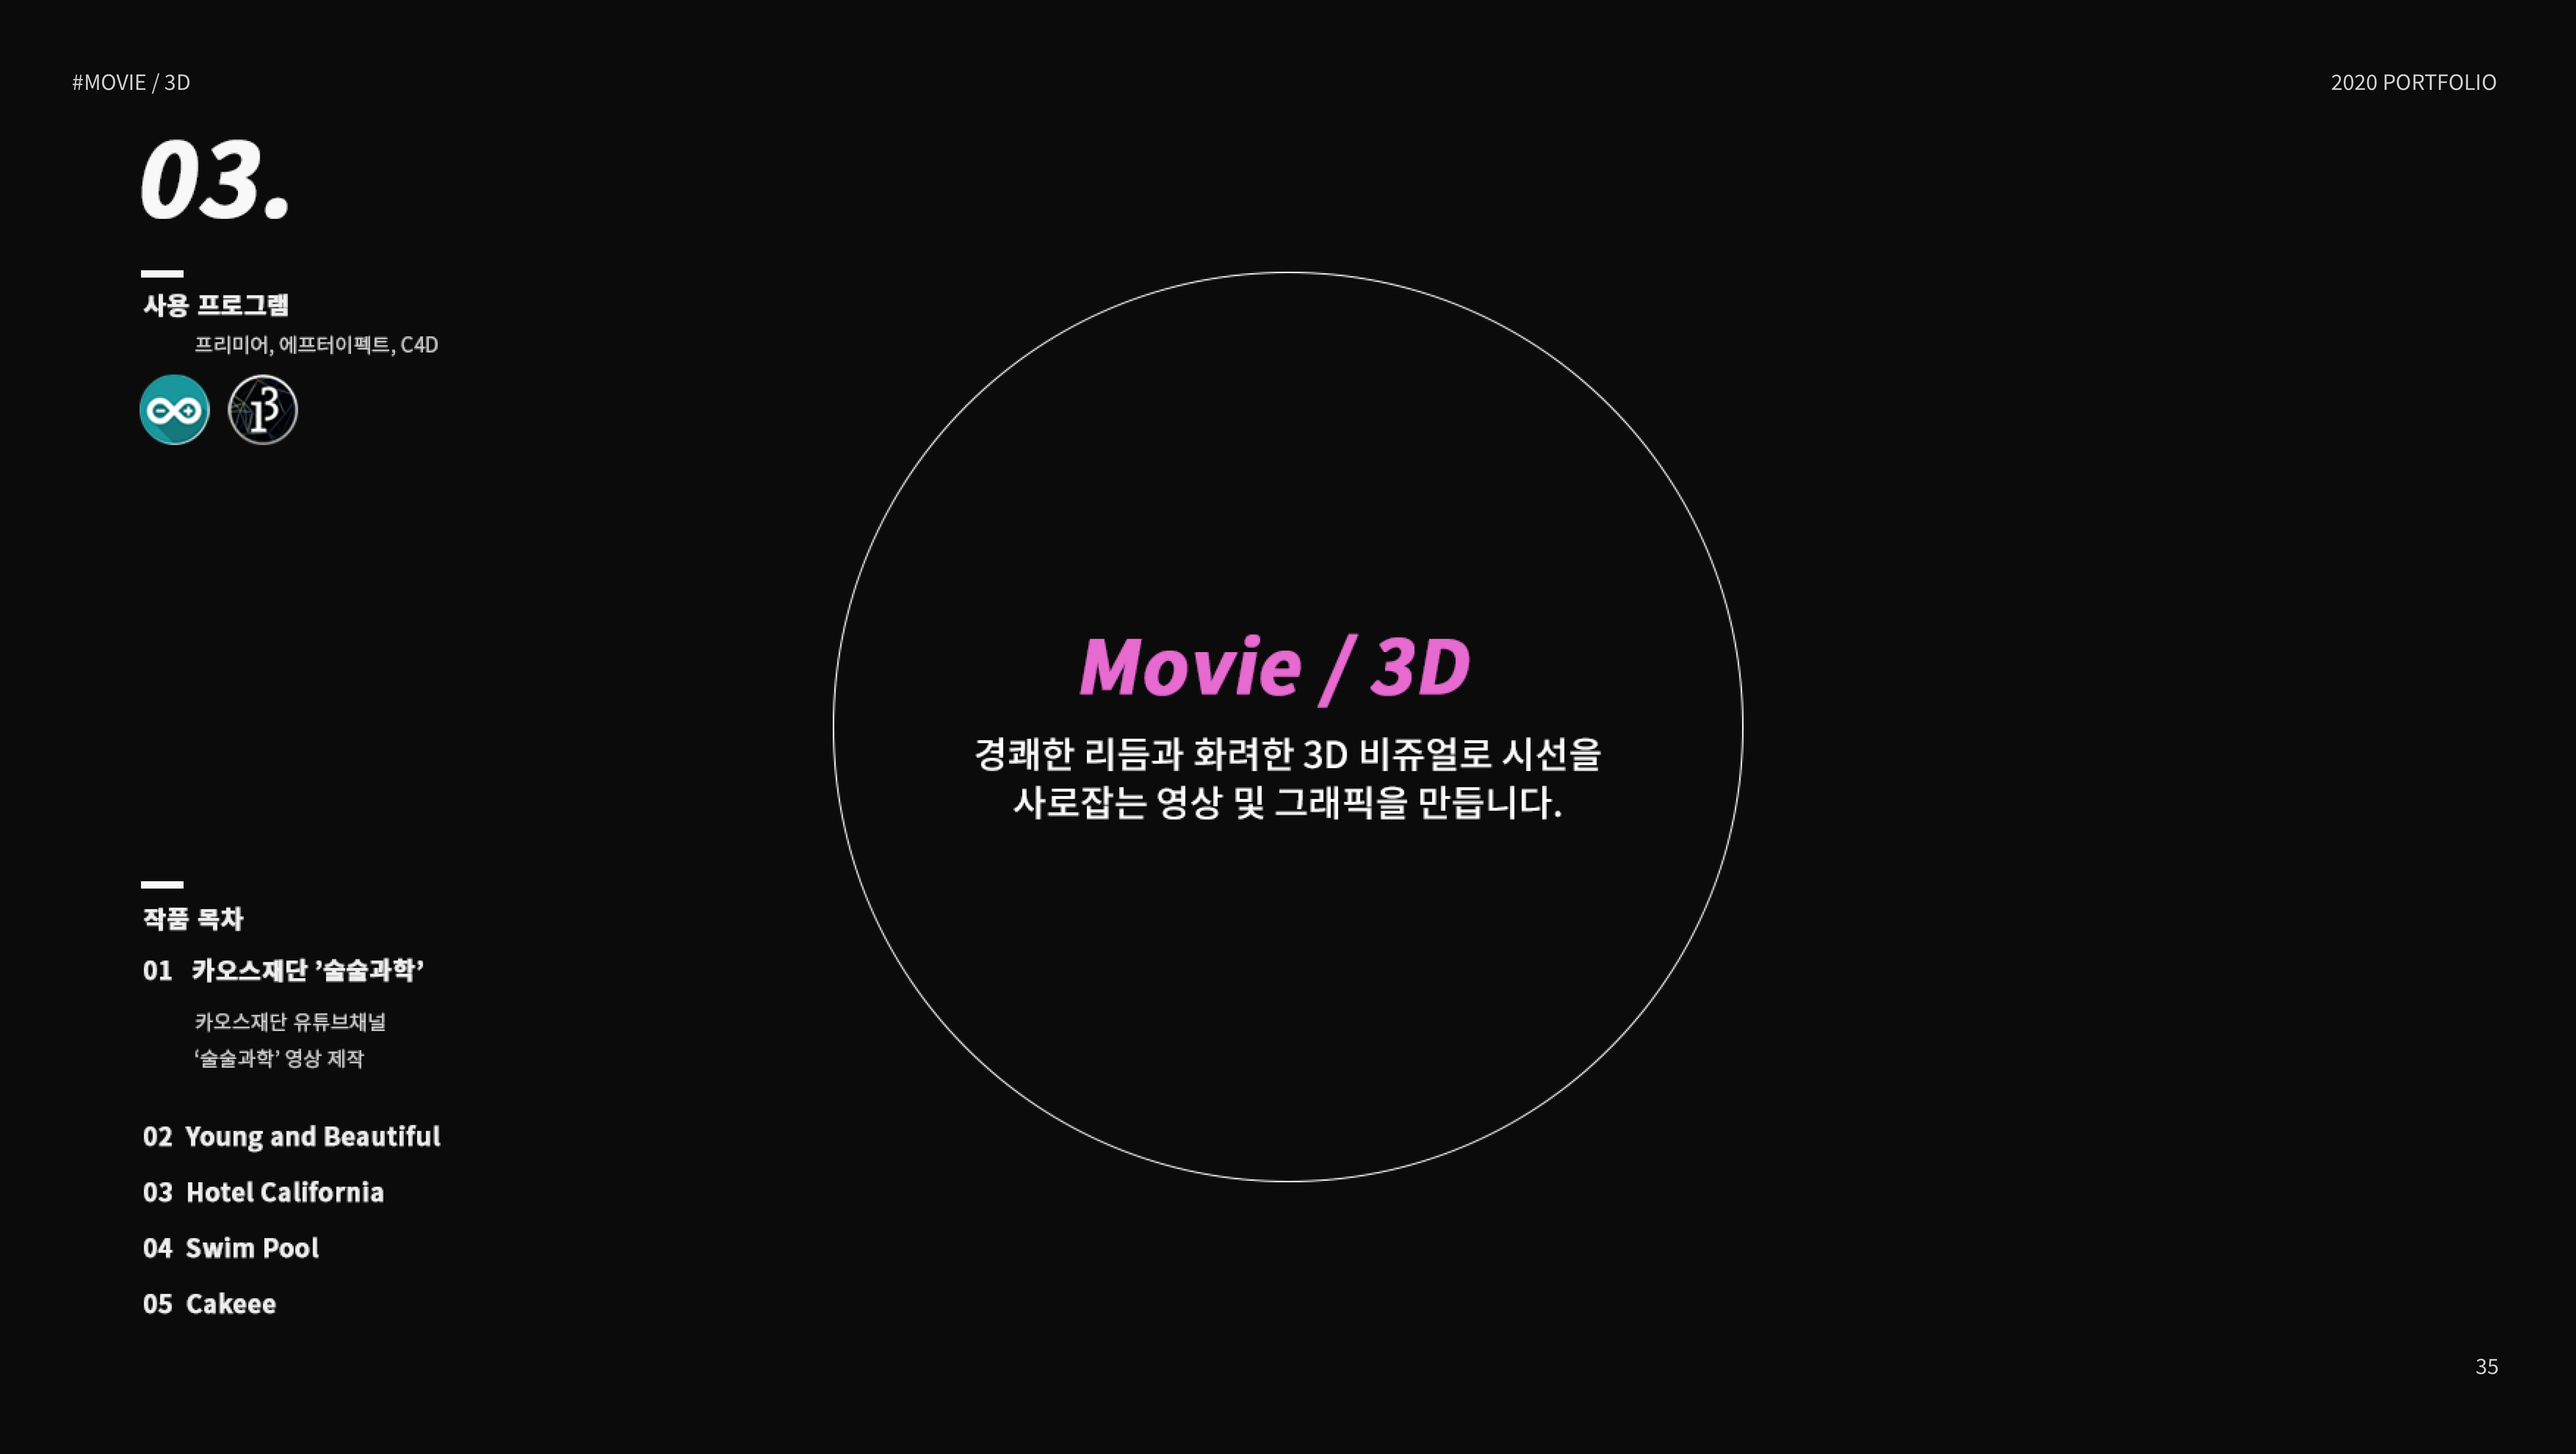 #MOVIE / 3D
2020 PORTFOLIO
03.
사용 프로그램
프리미어, 에프터이펙트, C4D
Movie / 3D
경쾌한 리듬과 화려한 3D 비쥬얼로 시선을
사로잡는 영상 및 그래픽을 만듭니다.
작품 목차
01 카오스재단 ’술술과학’
카오스재단 유튜브채널
‘술술과학’ 영상 제작
02 Young and Beautiful
03 Hotel California
04 Swim Pool
05 Cakeee
35